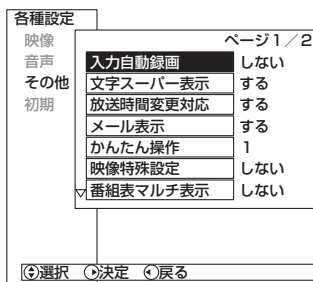 各種設定
映像
音声
その他
初期
ページ1／2
入力自動録画 しない
文字スーパー表示 する
放送時間変更対応 する
メール表示 する
かんたん操作 1
映像特殊設定 しない
番組表マルチ表示 しない
選択 決定 戻る